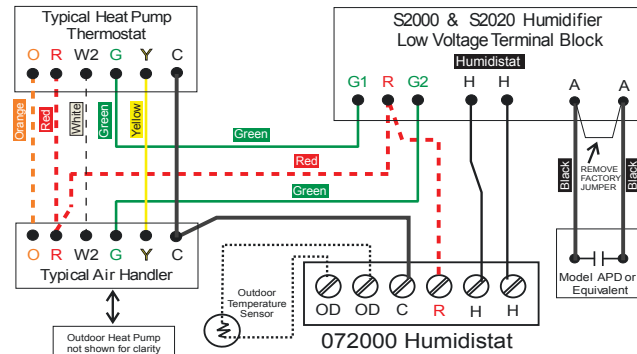 Typical Heat Pump
Thermostat
O R W2 G Y C
S2000 & S2020 Humidifier
Low Voltage Terminal Block
Humidistat
G1 R G2 H H A A
Orange
Red
White
Green
Yellow
Green
Red
Green
REMOVE
FACTORY
JUMPER
Black
Black
O R W2 G Y C
Typical Air Handler
Outdoor Heat Pump
not shown for clarity
Outdoor
Temperature
Sensor
OD OD C R H H
072000 Humidistat
Model APD or
Equivalent